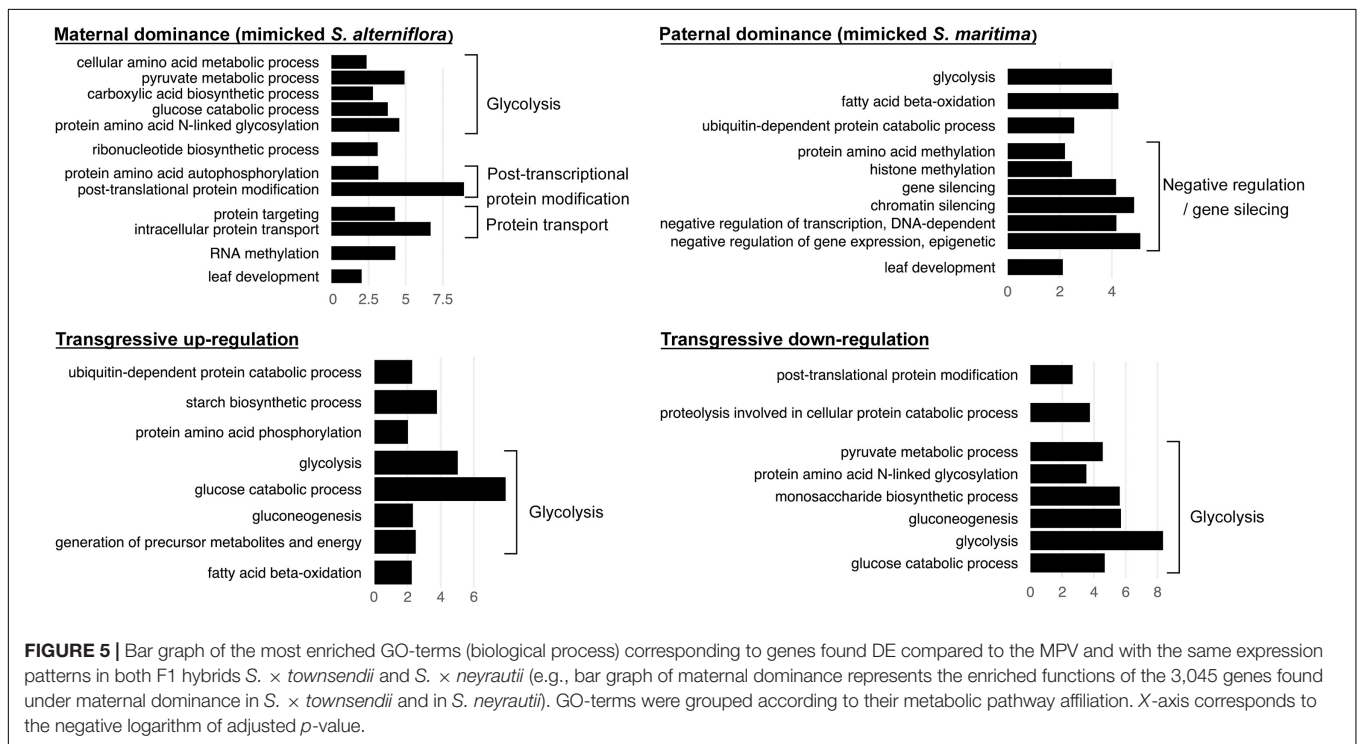 Maternal dominance (mimicked S. alterniflora)
cellular amino acid metabolic process
pyruvate metabolic process
carboxylic acid biosynthetic process
glucose catabolic process
protein amino acid N-linked glycosylation
Glycolysis
ribonucleotide biosynthetic process
protein amino acid autophosphorylation
post-translational protein modification
Post-transcriptional
protein modification
protein targeting
intracellular protein transport
Protein transport
RNA methylation
leaf development
0 2.5 5 7.5
Paternal dominance (mimicked S. maritima)
glycolysis
fatty acid beta-oxidation
ubiquitin-dependent protein catabolic process
protein amino acid methylation
histone methylation
gene silencing
chromatin silencing
negative regulation of transcription, DNA-dependent
negative regulation of gene expression, epigenetic
Negative regulation
/ gene silecing
leaf development
0 2 4
Transgressive up-regulation
ubiquitin-dependent protein catabolic process
starch biosynthetic process
protein amino acid phosphorylation
glycolysis
glucose catabolic process
gluconeogenesis
generation of precursor metabolites and energy
Glycolysis
fatty acid beta-oxidation
0 2 4 6
Transgressive down-regulation
post-translational protein modification
proteolysis involved in cellular protein catabolic process
pyruvate metabolic process
protein amino acid N-linked glycosylation
monosaccharide biosynthetic process
gluconeogenesis
glycolysis
glucose catabolic process
Glycolysis
0 2 4 6 8
FIGURE 5 | Bar graph of the most enriched GO-terms (biological process) corresponding to genes found DE compared to the MPV and with the same expression
patterns in both F1 hybrids S. × townsendii and S. × neyrautii (e.g., bar graph of maternal dominance represents the enriched functions of the 3,045 genes found
under maternal dominance in S. × townsendii and in S. neyrautii). GO-terms were grouped according to their metabolic pathway affiliation. X-axis corresponds to
the negative logarithm of adjusted p-value.